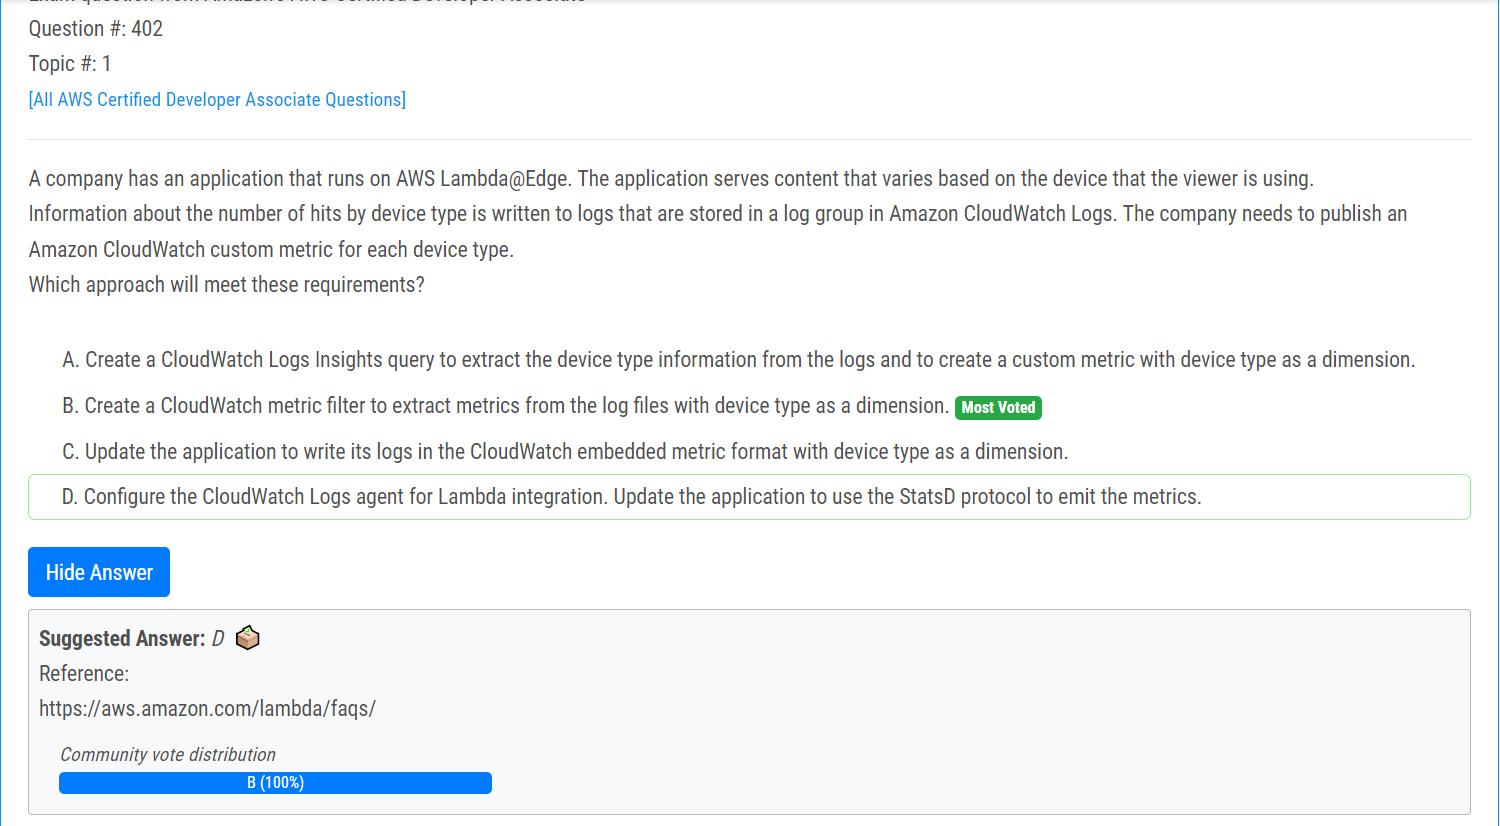 Question #: 402
Topic #: 1
[All AWS Certified Developer Associate Questions]
A company has an application that runs on AWS Lambda@Edge. The application serves content that varies based on the device that the viewer is using.
Information about the number of hits by device type is written to logs that are stored in a log group in Amazon CloudWatch Logs. The company needs to publish an
Amazon CloudWatch custom metric for each device type.
Which approach will meet these requirements?
A. Create a CloudWatch Logs Insights query to extract the device type information from the logs and to create a custom metric with device type as a dimension.
B. Create a CloudWatch metric filter to extract metrics from the log files with device type as a dimension. Most Voted
C. Update the application to write its logs in the CloudWatch embedded metric format with device type as a dimension.
D. Configure the CloudWatch Logs agent for Lambda integration. Update the application to use the StatsD protocol to emit the metrics.
Hide Answer
Suggested Answer: D
Reference:
https://aws.amazon.com/lambda/faqs/
Community vote distribution
B (100%)